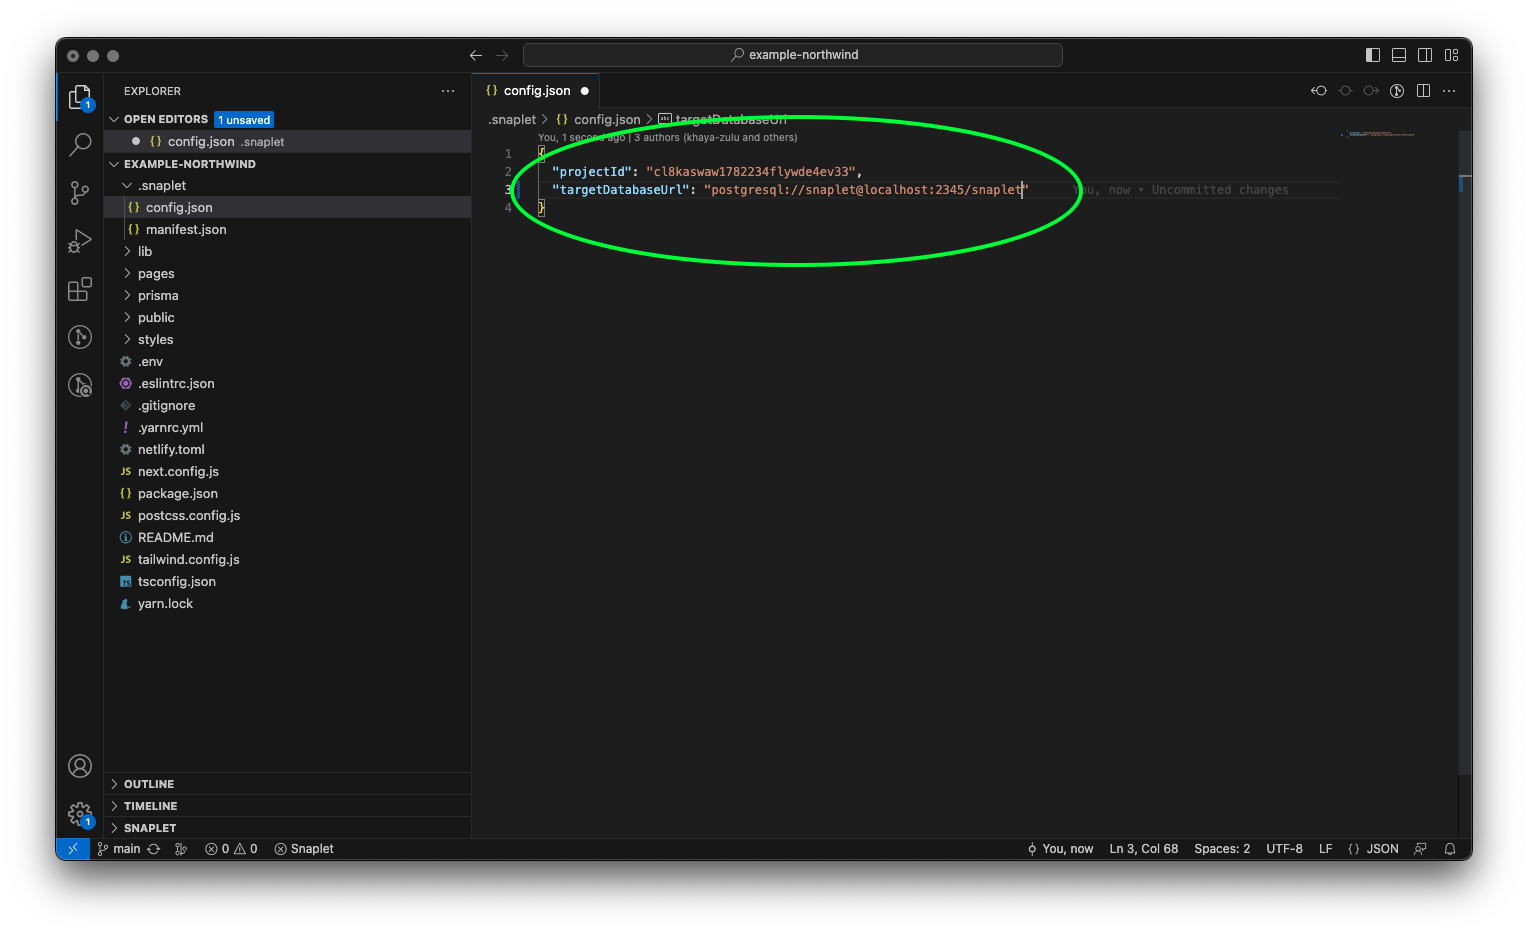 example-northwind
EXPLORER
OPEN EDITORS 1 unsaved
config.json .snaplet
EXAMPLE-NORTHWIND
.snaplet
config.json
manifest.json
lib
pages
prisma
public
styles
.env
.eslintrc.json
.gitignore
.yarnrc.yml
netlify.toml
JS next.config.js
package.json
JS postcss.config.js
README.md
JS tailwind.config.js
TS tsconfig.json
yarn.lock
OUTLINE
TIMELINE
SNAPLET
1
1
config.json
.snaplet > {} config.json > abc targetDatabaseUrl
You, 1 second ago | 3 authors (khaya-zulu and others)
1 {
2 "projectId": "cl8kaswaw1782234flywde4ev33",
3 "targetDatabaseUrl": "postgresql://snaplet@localhost:2345/snaplet" You, now • Uncommitted changes
4 }
main 0 0 Snaplet You, now Ln 3, Col 68 Spaces: 2 UTF-8 LF {} JSON